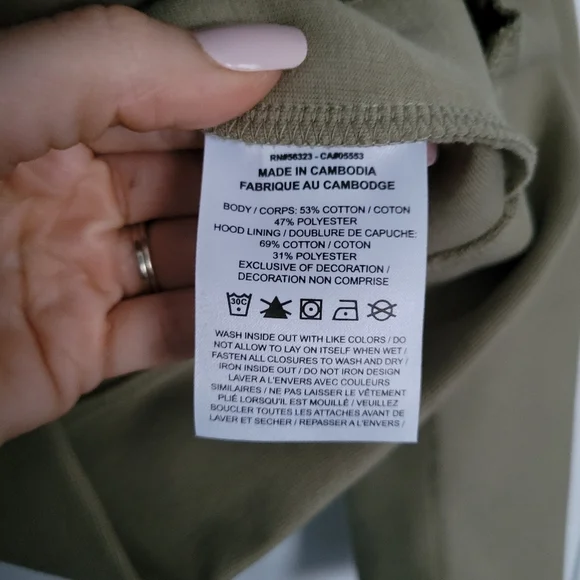 RN#56323 - CA#05553
MADE IN CAMBODIA
FABRIQUE AU CAMBODGE
BODY / CORPS: 53% COTTON / COTON
47% POLYESTER
HOOD LINING / DOUBLURE DE CAPUCHE:
69% COTTON / COTON
31% POLYESTER
EXCLUSIVE OF DECORATION /
DECORATION NON COMPRISE
30C
WASH INSIDE OUT WITH LIKE COLORS / DO
NOT ALLOW TO LAY ON ITSELF WHEN WET /
FASTEN ALL CLOSURES TO WASH AND DRY /
IRON INSIDE OUT / DO NOT IRON DESIGN
LAVER A L'ENVERS AVEC COULEURS
SIMILAIRES / NE PAS LAISSER LE VÊTEMENT
PLIÉ LORSQU'IL EST MOUILLÉ / VEUILLEZ
BOUCLER TOUTES LES ATTACHES AVANT DE
LAVER ET SECHER / REPASSER A L'ENVERS /